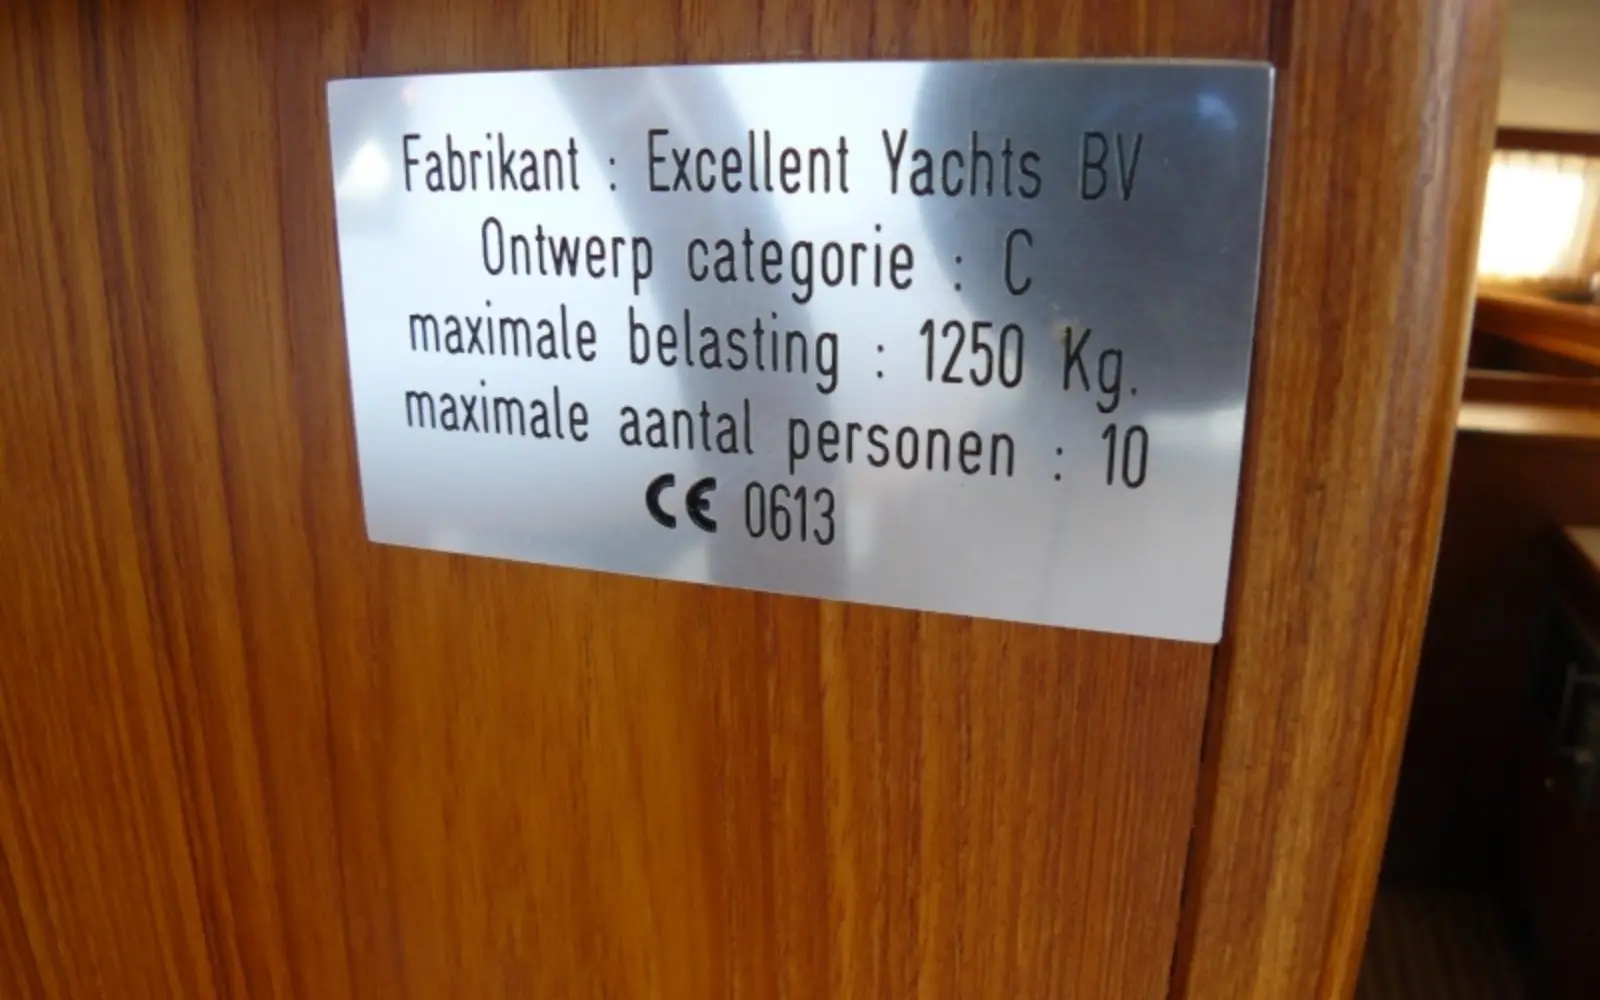 Fabrikant : Excellent Yachts BV
Ontwerp categorie : C
maximale belasting : 1250 Kg.
maximale aantal personen : 10
CE 0613